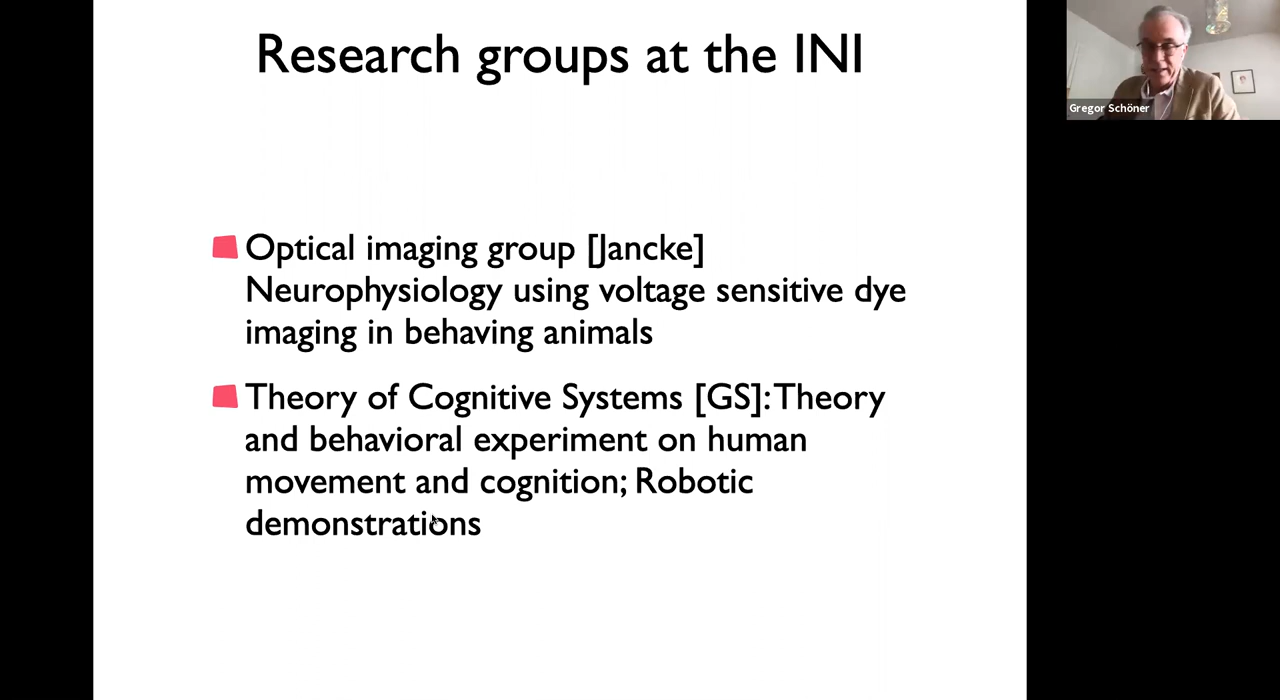 Research groups at the INI
Gregor Schöner
Optical imaging group [Jancke]
Neurophysiology using voltage sensitive dye
imaging in behaving animals
Theory of Cognitive Systems [GS]: Theory
and behavioral experiment on human
movement and cognition; Robotic
demonstrations